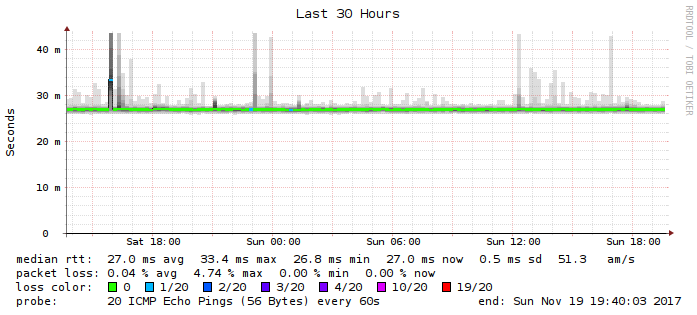 Last 30 Hours
RRDTOOL / TOBI OETIKER
Seconds
40 m
30 m
20 m
10 m
0
Sat 18:00 Sun 00:00 Sun 06:00 Sun 12:00 Sun 18:00
median rtt: 27.0 ms avg 33.4 ms max 26.8 ms min 27.0 ms now 0.5 ms sd 51.3 am/s
packet loss: 0.04 % avg 4.74 % max 0.00 % min 0.00 % now
loss color: 0 1/20 2/20 3/20 4/20 10/20 19/20
probe: 20 ICMP Echo Pings (56 Bytes) every 60s end: Sun Nov 19 19:40:03 2017